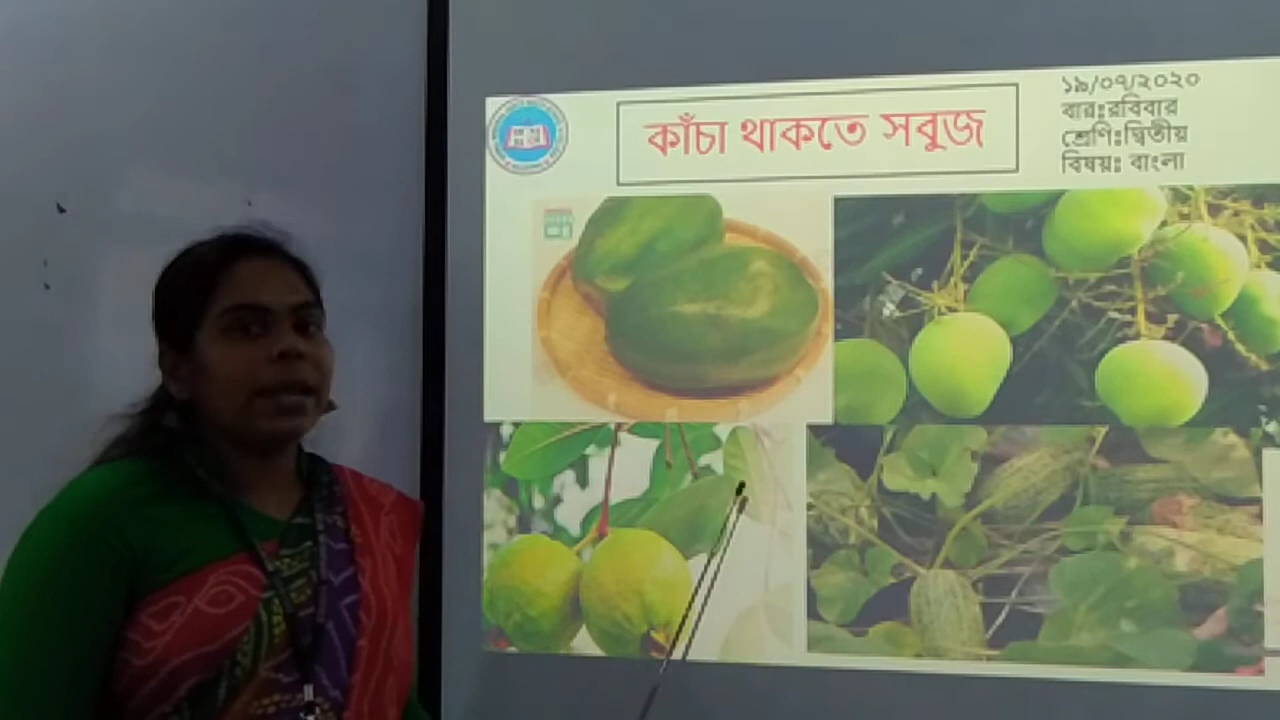 কাঁচা থাকতে সবুজ
১৯/০৭/২০২০
বারঃরবিবার
শ্রেণিঃদ্বিতীয়
বিষয়ঃ বাংলা